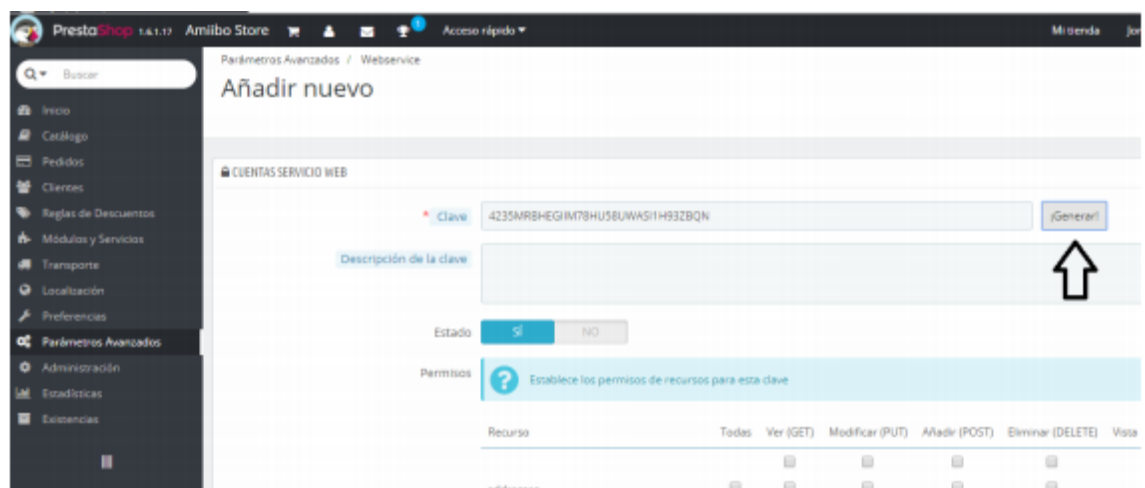 PrestaShop 1.6.1.17 Amiibo Store 1 Acceso rápido Mi tienda Jor
Buscar
Inicio
Catálogo
Pedidos
Clientes
Reglas de Descuentos
Módulos y Servicios
Transporte
Localización
Preferencias
Parámetros Avanzados
Administración
Estadísticas
Existencias
Parámetros Avanzados / Webservice
Añadir nuevo
CUENTAS SERVICIO WEB
* Clave ¡Generar!
Descripción de la clave
Estado SÍ NO
Permisos ? Establece los permisos de recursos para esta clave
Recurso Todas Ver (GET) Modificar (PUT) Añadir (POST) Eliminar (DELETE) Vista
addresses